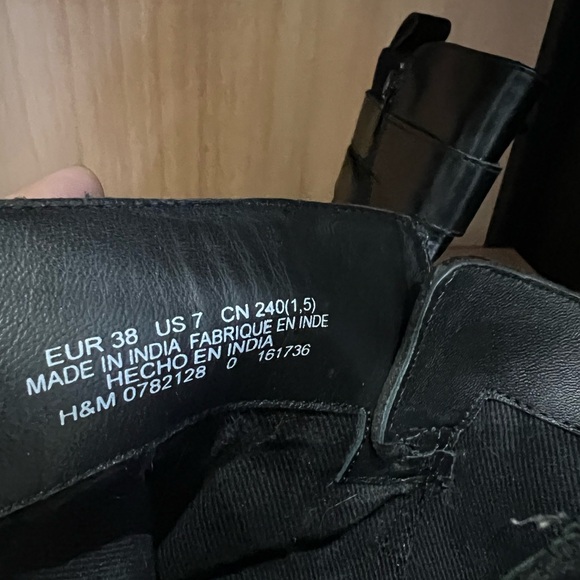 EUR 38 US 7 CN 240(1,5)
MADE IN INDIA FABRIQUE EN INDE
HECHO EN INDIA
H&M 0782128 0 161736